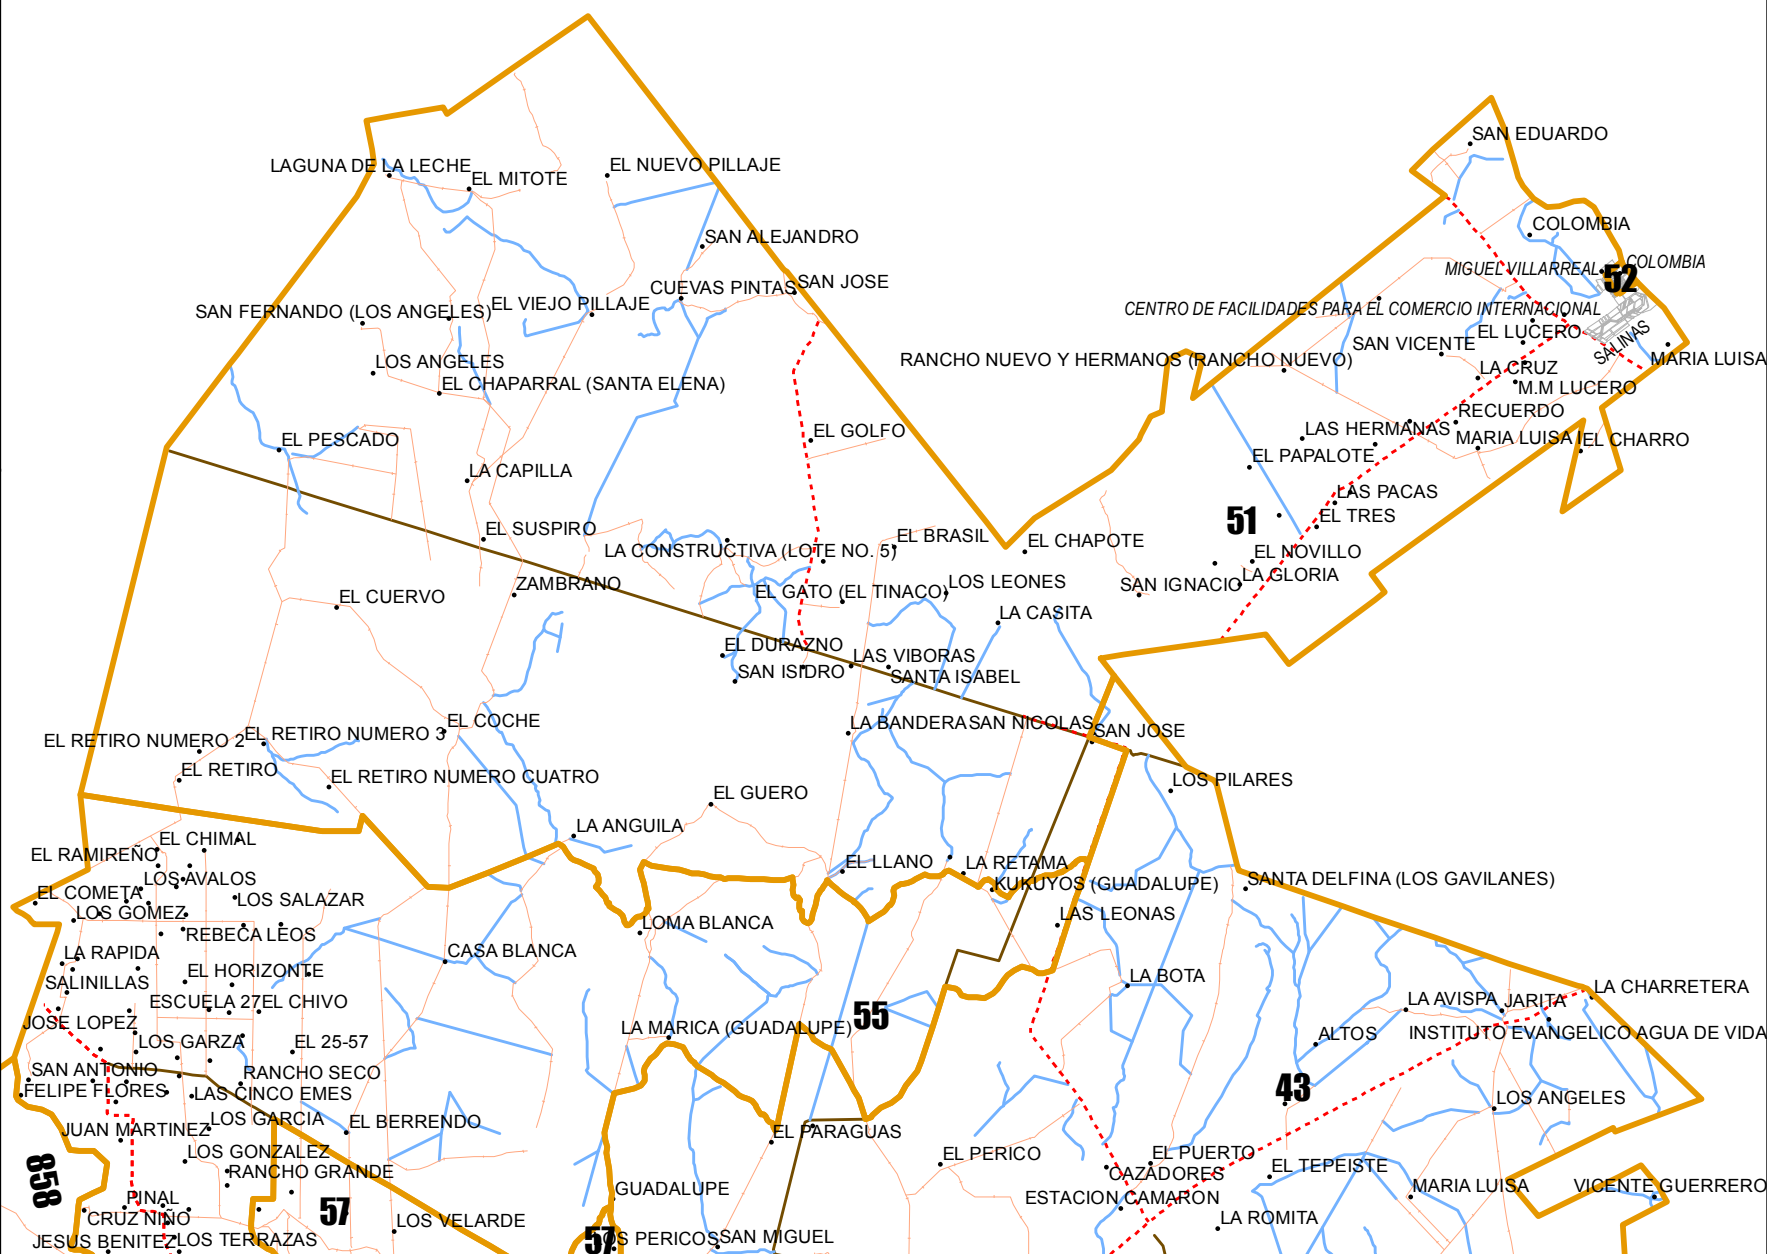 SAN EDUARDO
LAGUNA DE LA LECHE
EL MITOTE
EL NUEVO PILLAJE
SAN ALEJANDRO
COLOMBIA
MIGUEL VILLARREAL
COLOMBIA
52
CUEVAS PINTAS
SAN JOSE
SAN FERNANDO (LOS ANGELES)
EL VIEJO PILLAJE
CENTRO DE FACILIDADES PARA EL COMERCIO INTERNACIONAL
EL LUCERO
SALINAS
SAN VICENTE
MARIA LUISA
RANCHO NUEVO Y HERMANOS (RANCHO NUEVO)
LOS ANGELES
LA CRUZ
EL CHAPARRAL (SANTA ELENA)
M.M LUCERO
RECUERDO
EL PESCADO
EL GOLFO
LAS HERMANAS
MARIA LUISA I
EL CHARRO
EL PAPALOTE
LA CAPILLA
LAS PACAS
51
EL TRES
EL SUSPIRO
LA CONSTRUCTIVA (LOTE NO. 5)
EL BRASIL
EL CHAPOTE
EL NOVILLO
ZAMBRANO
EL CUERVO
EL GATO (EL TINACO)
LOS LEONES
SAN IGNACIO
LA GLORIA
LA CASITA
EL DURAZNO
LAS VIBORAS
SAN ISIDRO
SANTA ISABEL
EL COCHE
LA BANDERA
SAN NICOLAS
SAN JOSE
EL RETIRO NUMERO 2
EL RETIRO NUMERO 3
EL RETIRO
EL RETIRO NUMERO CUATRO
LOS PILARES
EL GUERO
LA ANGUILA
EL CHIMAL
EL RAMIREÑO
EL LLANO
LA RETAMA
LOS AVALOS
KUKUYOS (GUADALUPE)
SANTA DELFINA (LOS GAVILANES)
EL COMETA
LOS SALAZAR
LOS GOMEZ
LOMA BLANCA
LAS LEONAS
REBECA LEOS
LA RAPIDA
CASA BLANCA
EL HORIZONTE
LA BOTA
SALINILLAS
LA CHARRETERA
ESCUELA 27
EL CHIVO
LA AVISPA
JARITA
55
JOSE LOPEZ
LA MARICA (GUADALUPE)
ALTOS
INSTITUTO EVANGELICO AGUA DE VIDA
LOS GARZA
EL 25-57
SAN ANTONIO
RANCHO SECO
FELIPE FLORES
LAS CINCO EMES
43
LOS ANGELES
LOS GARCIA
EL BERRENDO
JUAN MARTINEZ
EL PARAGUAS
LOS GONZALEZ
EL PERICO
EL PUERTO
858
RANCHO GRANDE
CAZADORES
EL TEPEISTE
GUADALUPE
MARIA LUISA
VICENTE GUERRERO
PINAL
ESTACION CAMARON
57
CRUZ NIÑO
LOS VELARDE
LA ROMITA
JESUS BENITEZ
LOS TERRAZAS
57
LOS PERICOS
SAN MIGUEL